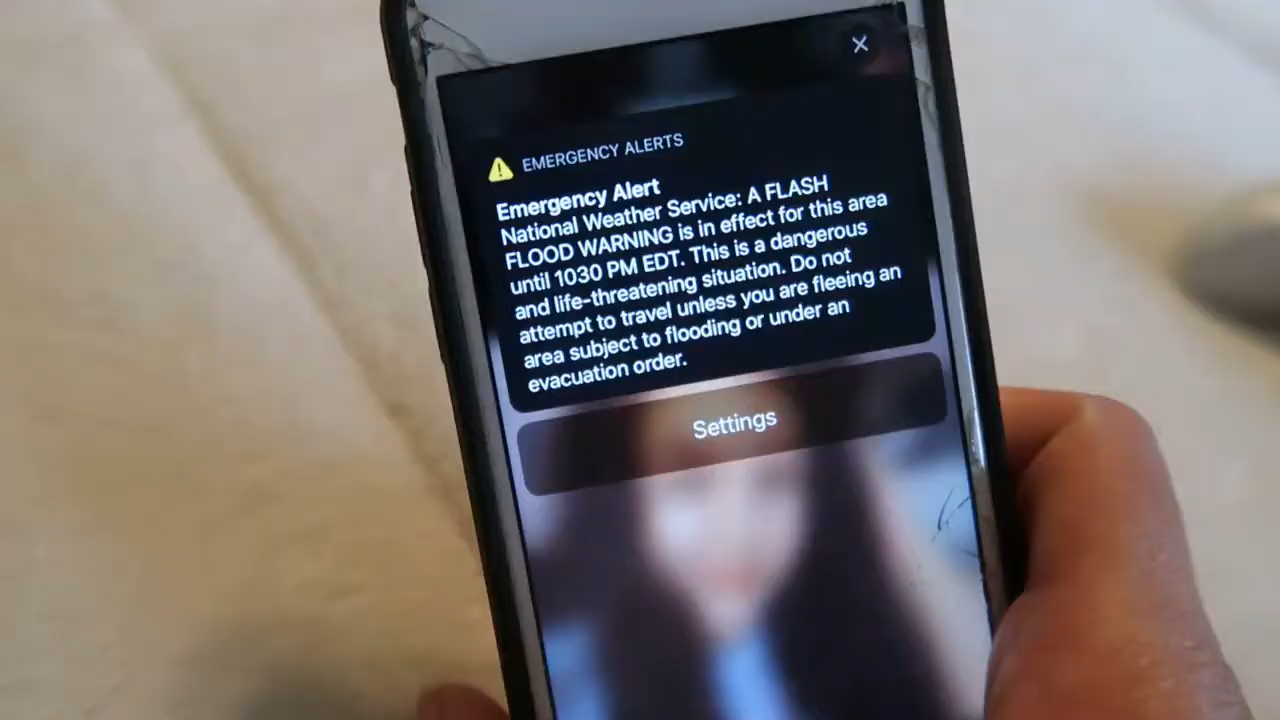 EMERGENCY ALERTS
Emergency Alert
National Weather Service: A FLASH
FLOOD WARNING is in effect for this area
until 1030 PM EDT. This is a dangerous
and life-threatening situation. Do not
attempt to travel unless you are fleeing an
area subject to flooding or under an
evacuation order.
Settings